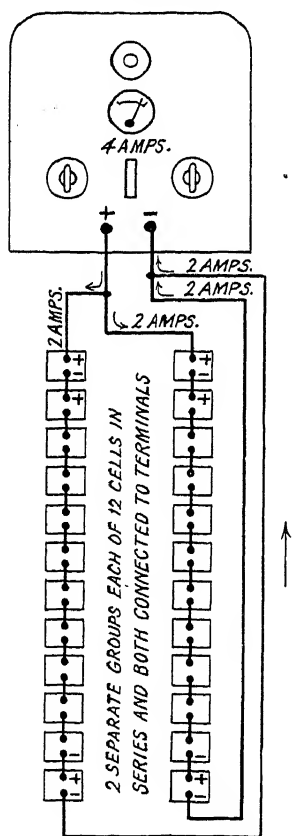 4 AMPS.
+ −
2 AMPS.
2 AMPS.
2 AMPS.
2 AMPS.
+ +
− −
+ +
2 SEPARATE GROUPS EACH OF 12 CELLS IN
SERIES AND BOTH CONNECTED TO TERMINALS
− −
+ +
− −